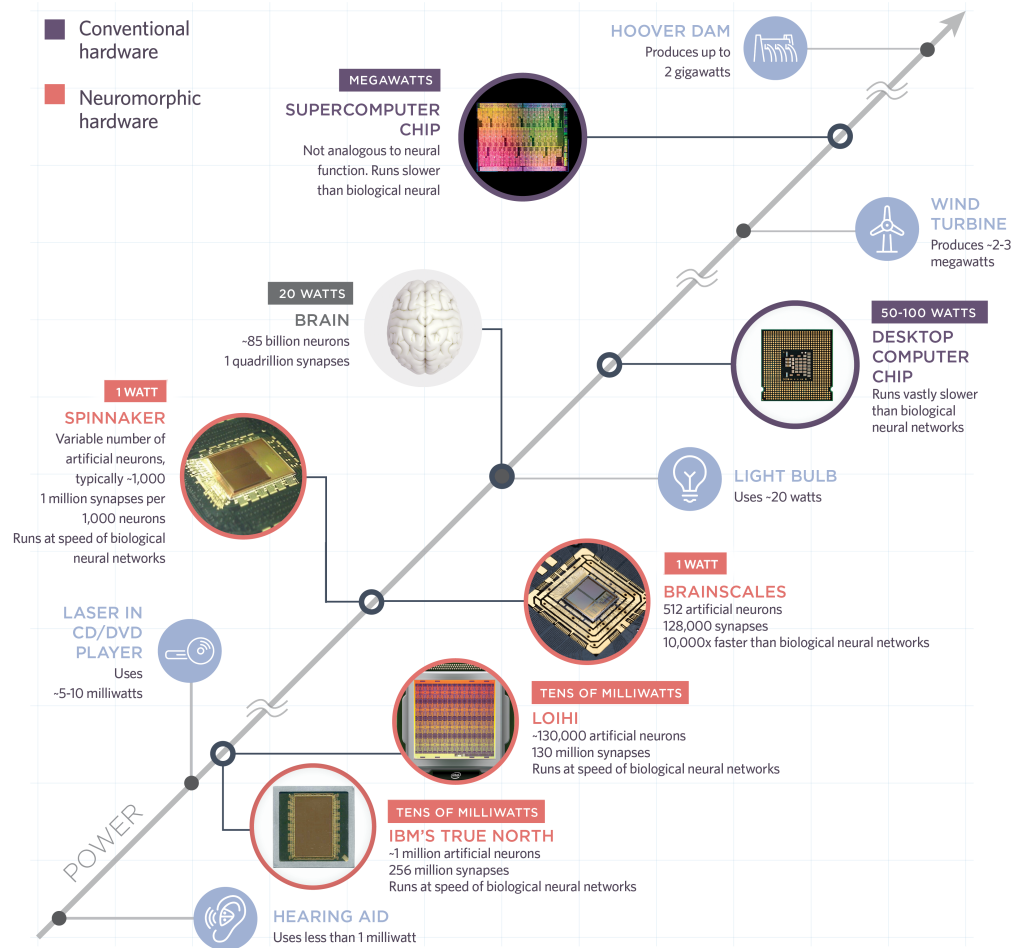 Conventional
hardware
Neuromorphic
hardware
HOOVER DAM
Produces up to
2 gigawatts
MEGAWATTS
SUPERCOMPUTER
CHIP
Not analogous to neural
function. Runs slower
than biological neural
WIND
TURBINE
Produces ~2-3
megawatts
20 WATTS
BRAIN
~85 billion neurons
1 quadrillion synapses
50-100 WATTS
DESKTOP
COMPUTER
CHIP
Runs vastly slower
than biological
neural networks
1 WATT
SPINNAKER
Variable number of
artificial neurons,
typically ~1,000
1 million synapses per
1,000 neurons
Runs at speed of biological
neural networks
LIGHT BULB
Uses ~20 watts
1 WATT
BRAINSCALES
512 artificial neurons
128,000 synapses
10,000x faster than biological neural networks
LASER IN
CD/DVD
PLAYER
Uses
~5-10 milliwatts
TENS OF MILLIWATTS
LOIHI
~130,000 artificial neurons
130 million synapses
Runs at speed of biological neural networks
TENS OF MILLIWATTS
IBM'S TRUE NORTH
~1 million artificial neurons
256 million synapses
Runs at speed of biological neural networks
POWER
HEARING AID
Uses less than 1 milliwatt